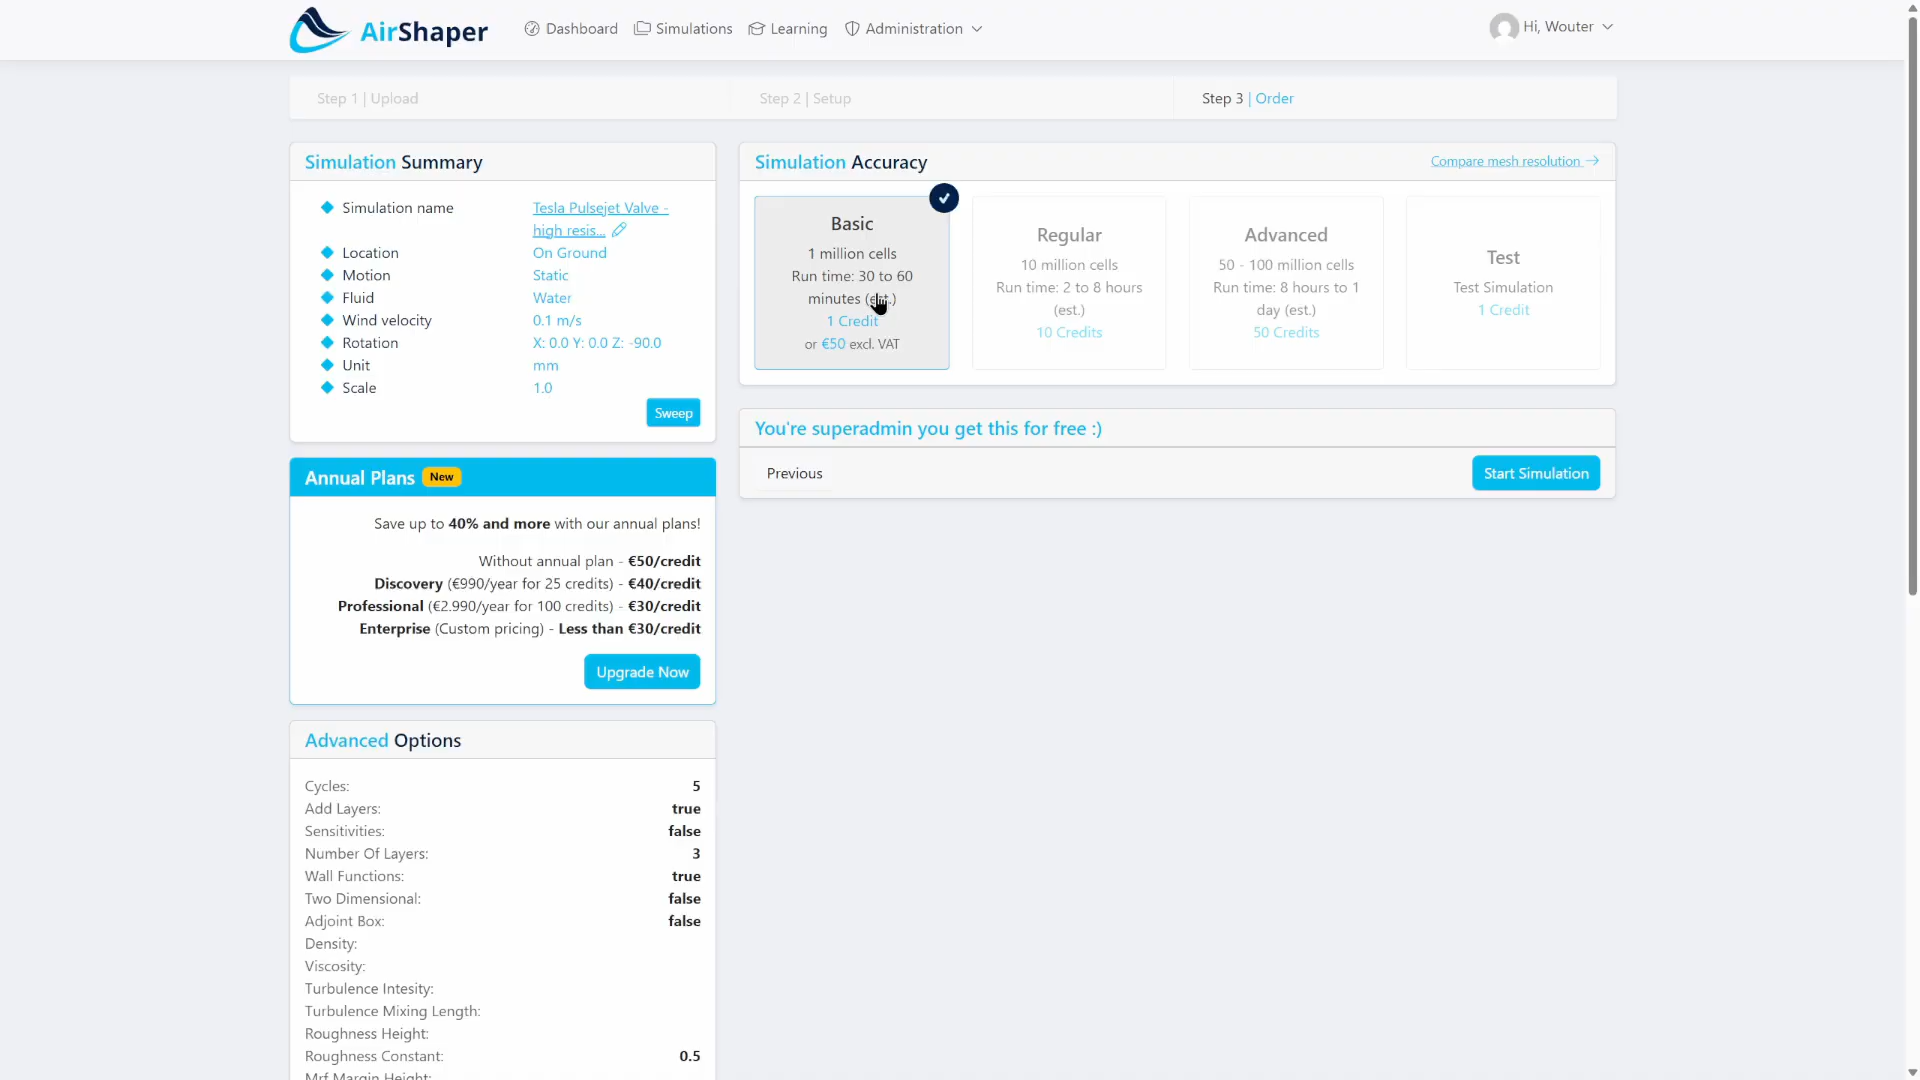 AirShaper
Dashboard
Simulations
Learning
Administration
Hi, Wouter
Step 1 | Upload
Step 2 | Setup
Step 3 | Order
Simulation Summary
Simulation name
Tesla Pulsejet Valve -
high resis...
Location
On Ground
Motion
Static
Fluid
Water
Wind velocity
0.1 m/s
Rotation
X: 0.0 Y: 0.0 Z: -90.0
Unit
mm
Scale
1.0
Sweep
Simulation Accuracy
Compare mesh resolution
Basic
1 million cells
Run time: 30 to 60
minutes (est.)
1 Credit
or €50 excl. VAT
Regular
10 million cells
Run time: 2 to 8 hours
(est.)
10 Credits
Advanced
50 - 100 million cells
Run time: 8 hours to 1
day (est.)
50 Credits
Test
Test Simulation
1 Credit
You're superadmin you get this for free :)
Previous
Start Simulation
Annual Plans New
Save up to 40% and more with our annual plans!
Without annual plan - €50/credit
Discovery (€990/year for 25 credits) - €40/credit
Professional (€2.990/year for 100 credits) - €30/credit
Enterprise (Custom pricing) - Less than €30/credit
Upgrade Now
Advanced Options
Cycles: 5
Add Layers: true
Sensitivities: false
Number Of Layers: 3
Wall Functions: true
Two Dimensional: false
Adjoint Box: false
Density:
Viscosity:
Turbulence Intesity:
Turbulence Mixing Length:
Roughness Height:
Roughness Constant: 0.5
Mrf Margin Height: